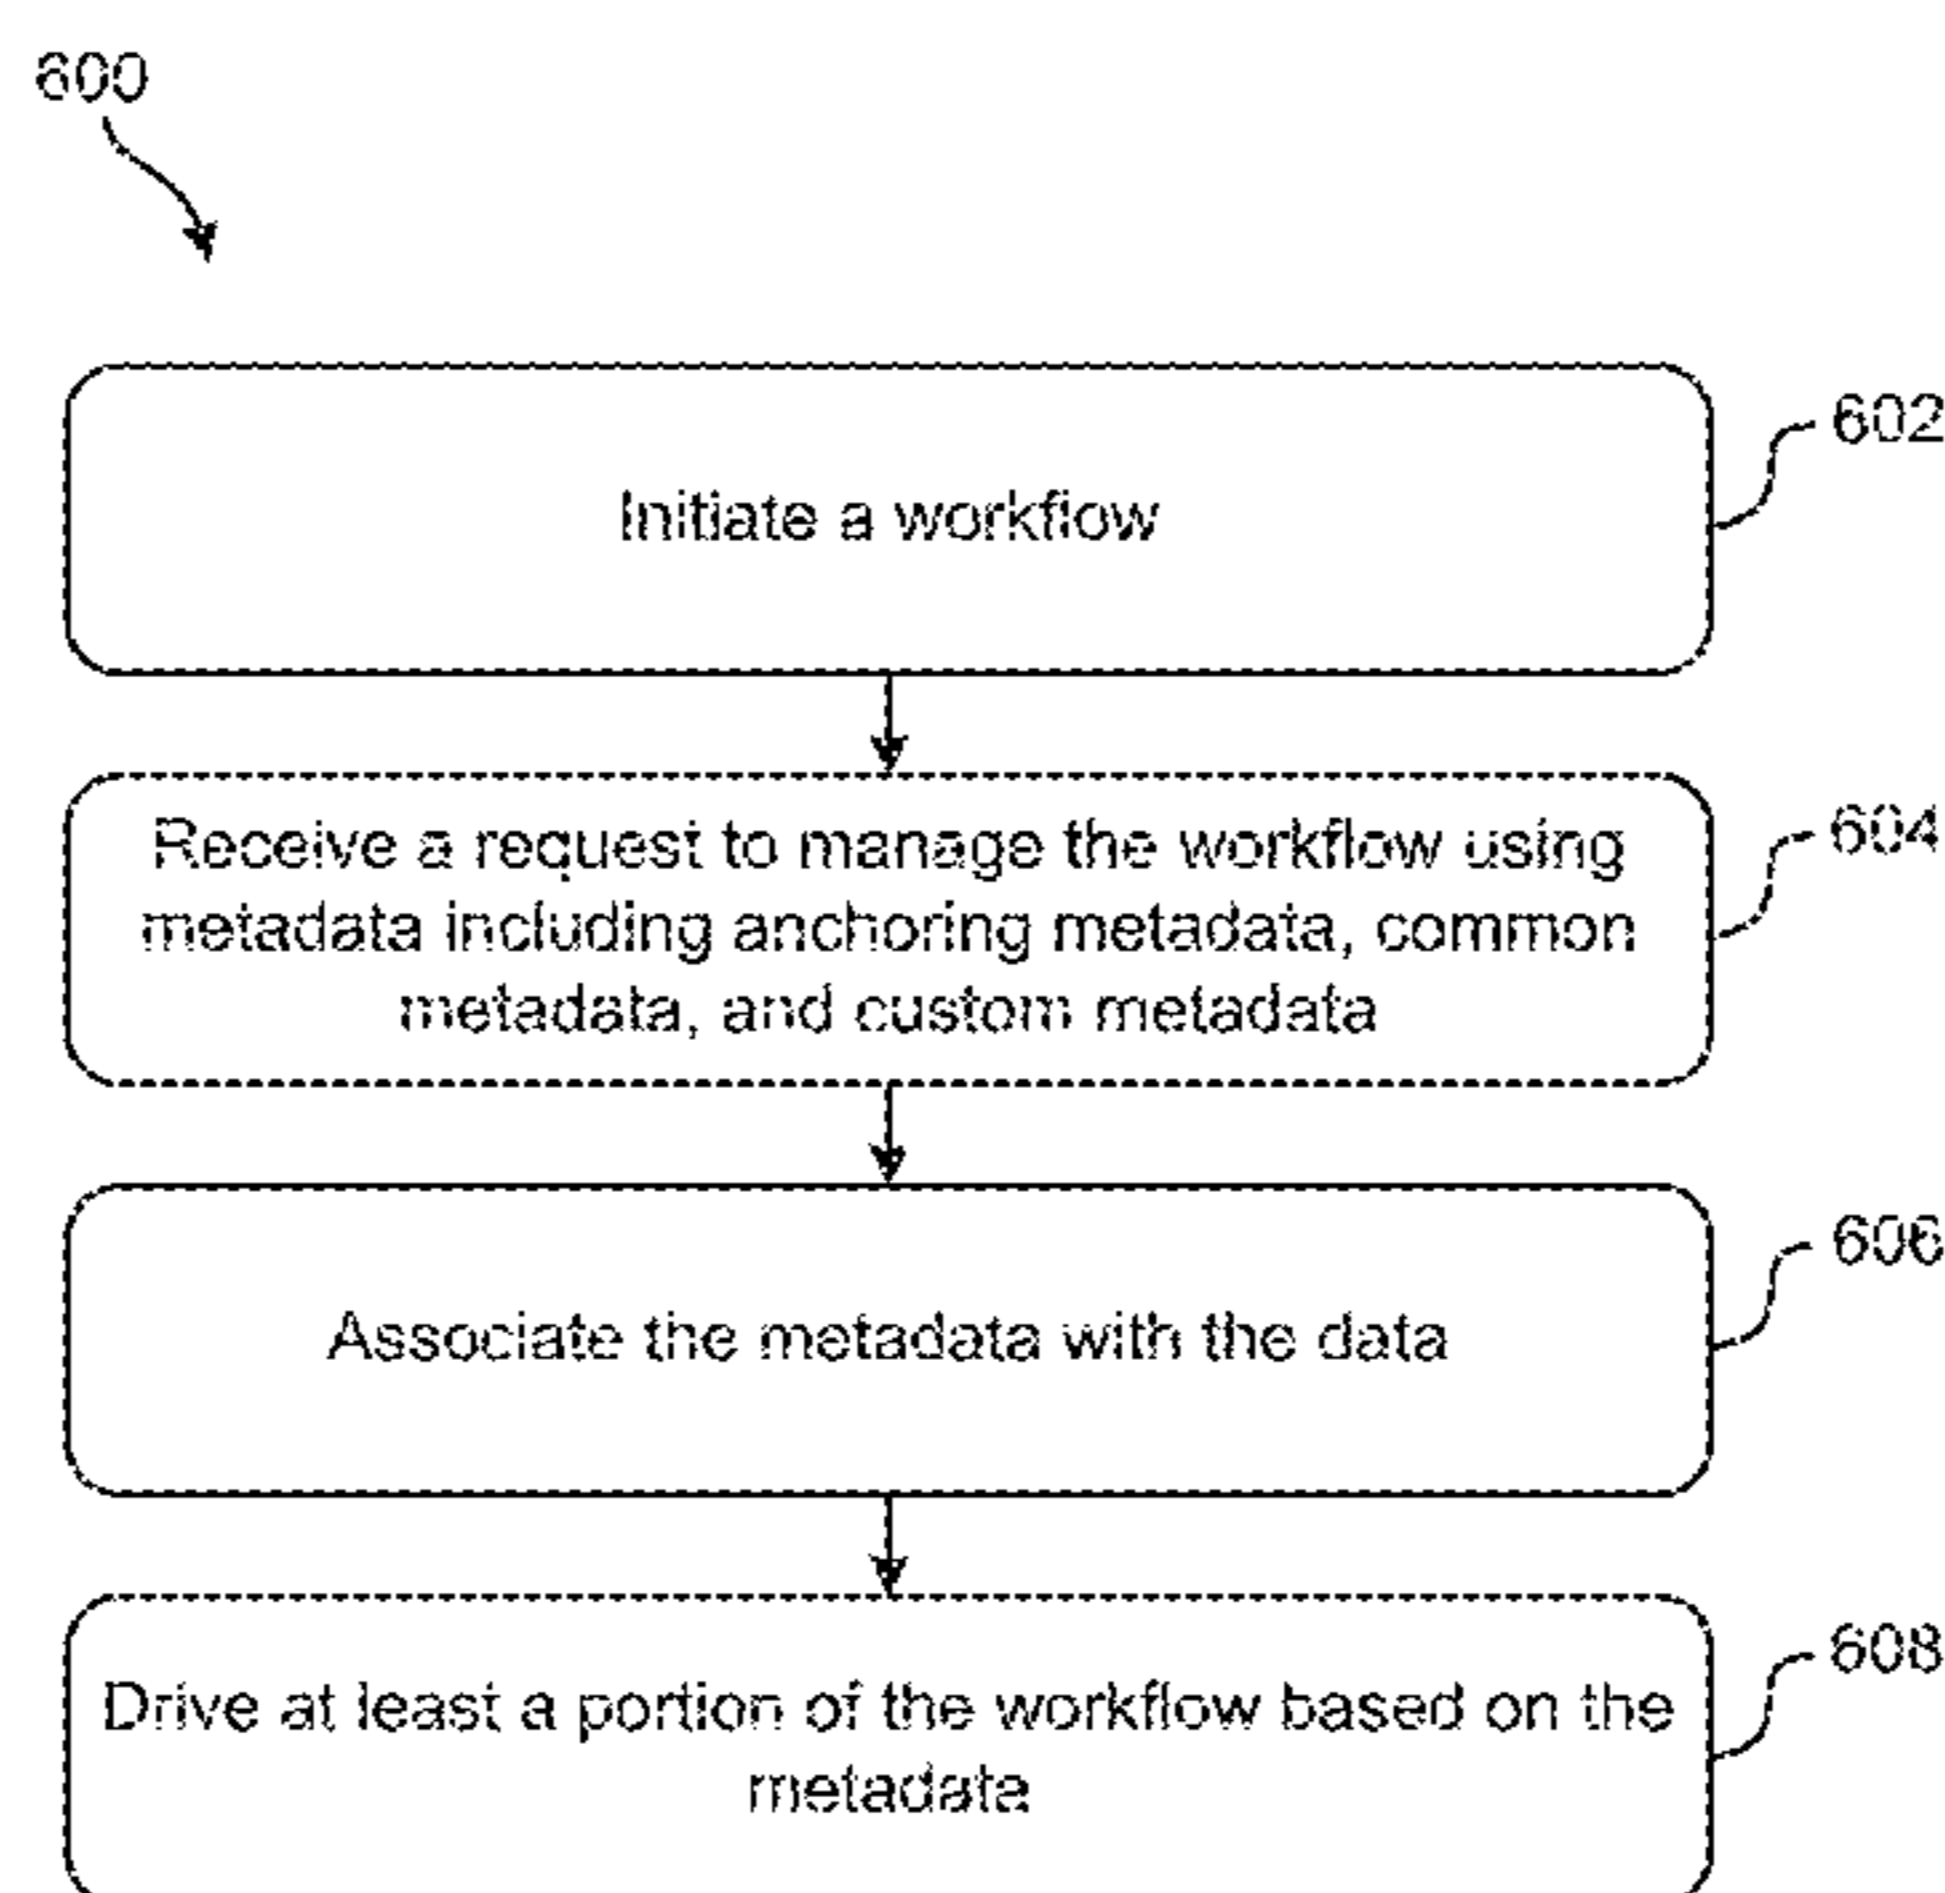 600
Initiate a workflow
602
Receive a request to manage the workflow using
metadata including anchoring metadata, common
metadata, and custom metadata
604
Associate the metadata with the data
606
Drive at least a portion of the workflow based on the
metadata
608